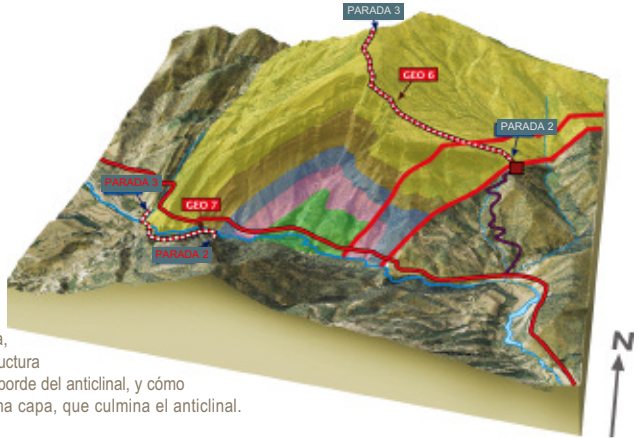 PARADA 3
GEO 6
PARADA 2
PARADA 3
GEO 7
PARADA 2
N
a,
uctura
borde del anticlinal, y cómo
na capa, que culmina el anticlinal.